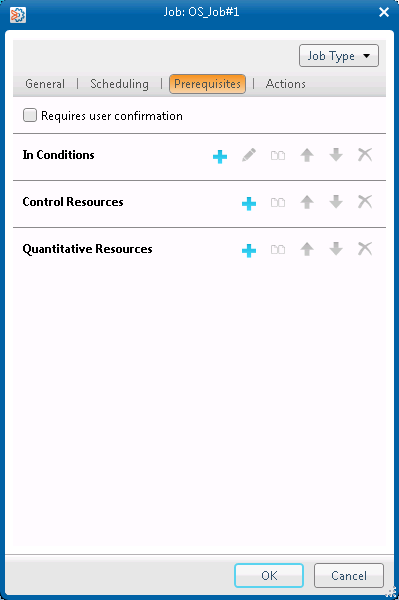 Job: OS_Job#1
Job Type
General | Scheduling | Prerequisites | Actions
Requires user confirmation
In Conditions
Control Resources
Quantitative Resources
OK Cancel